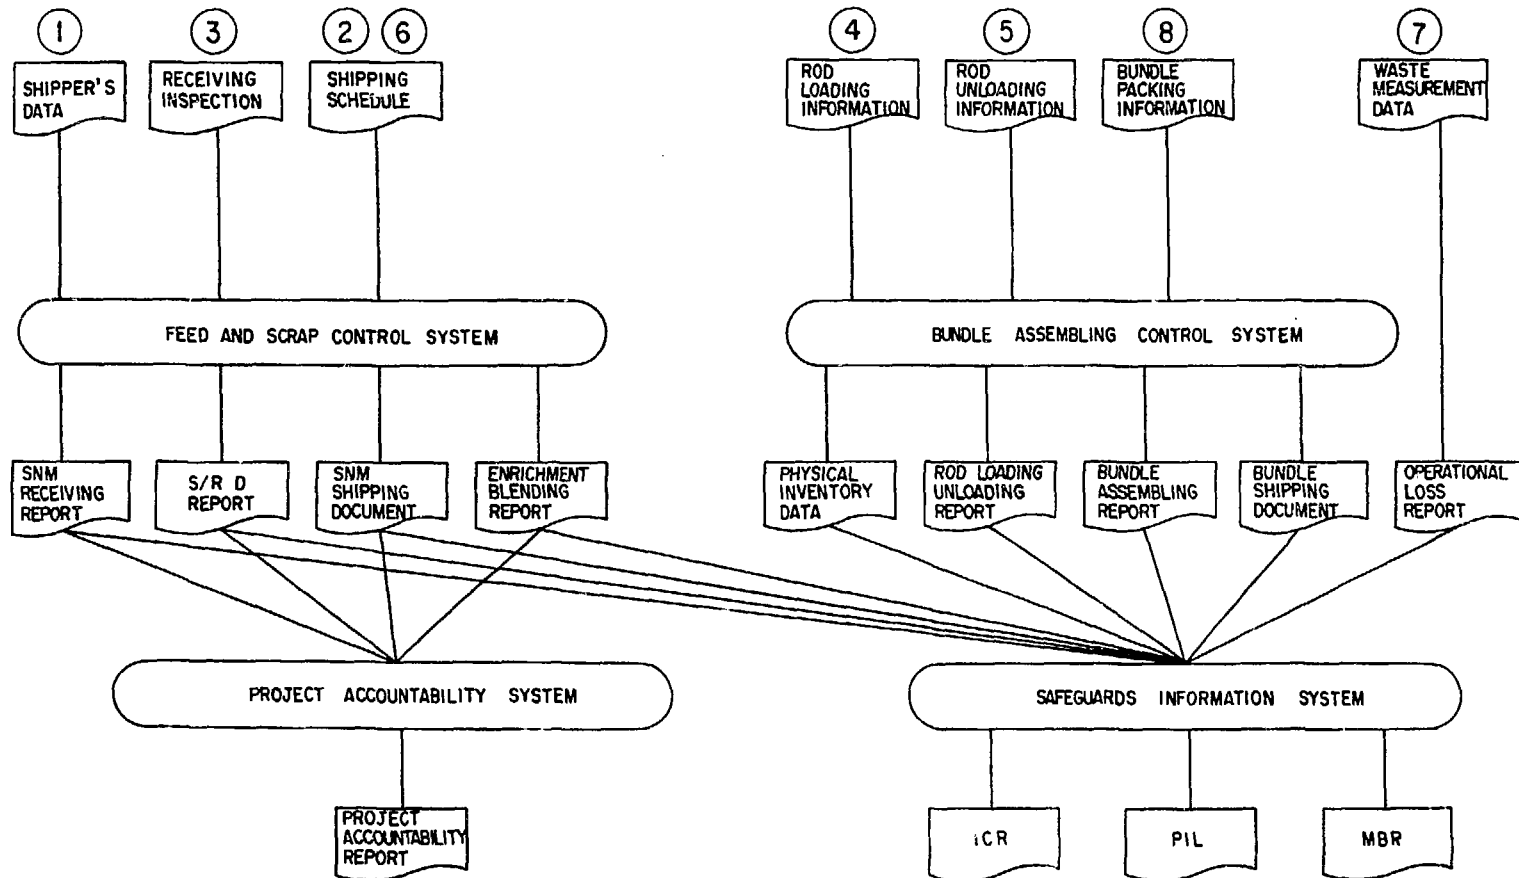 1
3
2
6
4
5
8
7
SHIPPER'S
DATA
RECEIVING
INSPECTION
SHIPPING
SCHEDULE
ROD
LOADING
INFORMATION
ROD
UNLOADING
INFORMATION
BUNDLE
PACKING
INFORMATION
WASTE
MEASUREMENT
DATA
FEED AND SCRAP CONTROL SYSTEM
BUNDLE ASSEMBLING CONTROL SYSTEM
SNM
RECEIVING
REPORT
S/R D
REPORT
SNM
SHIPPING
DOCUMENT
ENRICHMENT
BLENDING
REPORT
PHYSICAL
INVENTORY
DATA
ROD LOADING
UNLOADING
REPORT
BUNDLE
ASSEMBLING
REPORT
BUNDLE
SHIPPING
DOCUMENT
OPERATIONAL
LOSS
REPORT
PROJECT ACCOUNTABILITY SYSTEM
SAFEGUARDS INFORMATION SYSTEM
PROJECT
ACCOUNTABILITY
REPORT
ICR
PIL
MBR